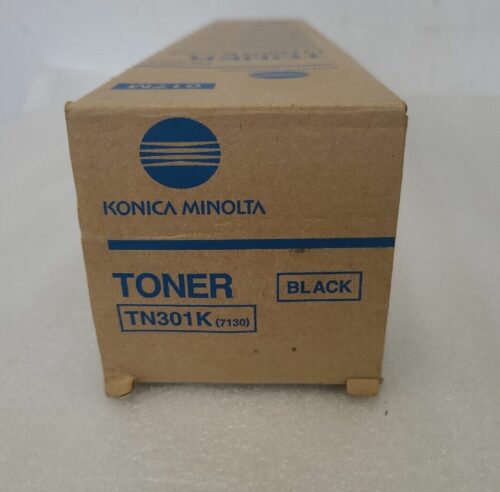 KONICA MINOLTA
TONER
BLACK
TN301K (7130)